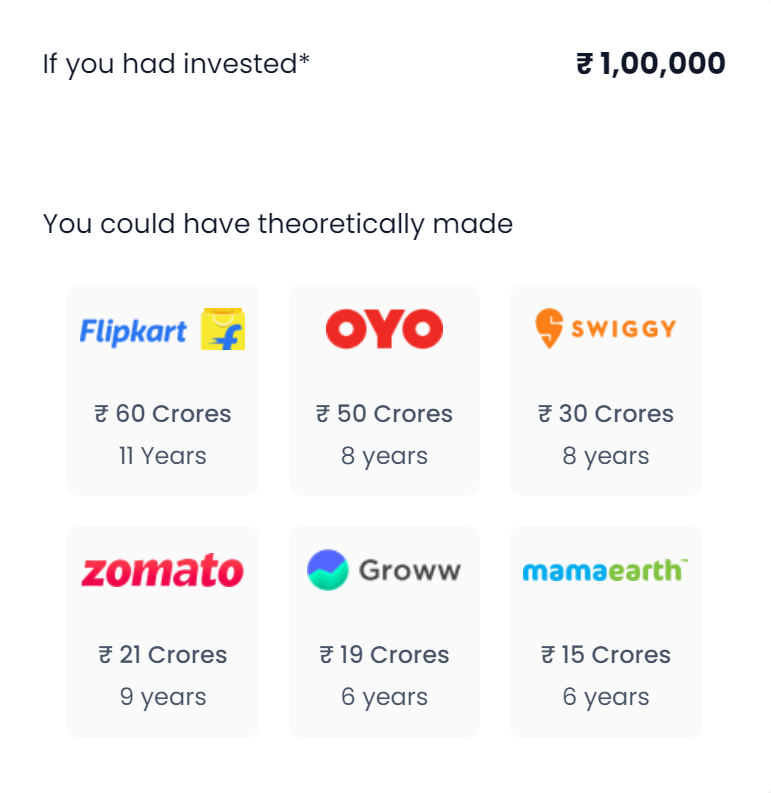 If you had invested* ₹ 1,00,000
You could have theoretically made
Flipkart f OYO SWIGGY
₹ 60 Crores ₹ 50 Crores ₹ 30 Crores
11 Years 8 years 8 years
zomato Groww mamaearth™
₹ 21 Crores ₹ 19 Crores ₹ 15 Crores
9 years 6 years 6 years